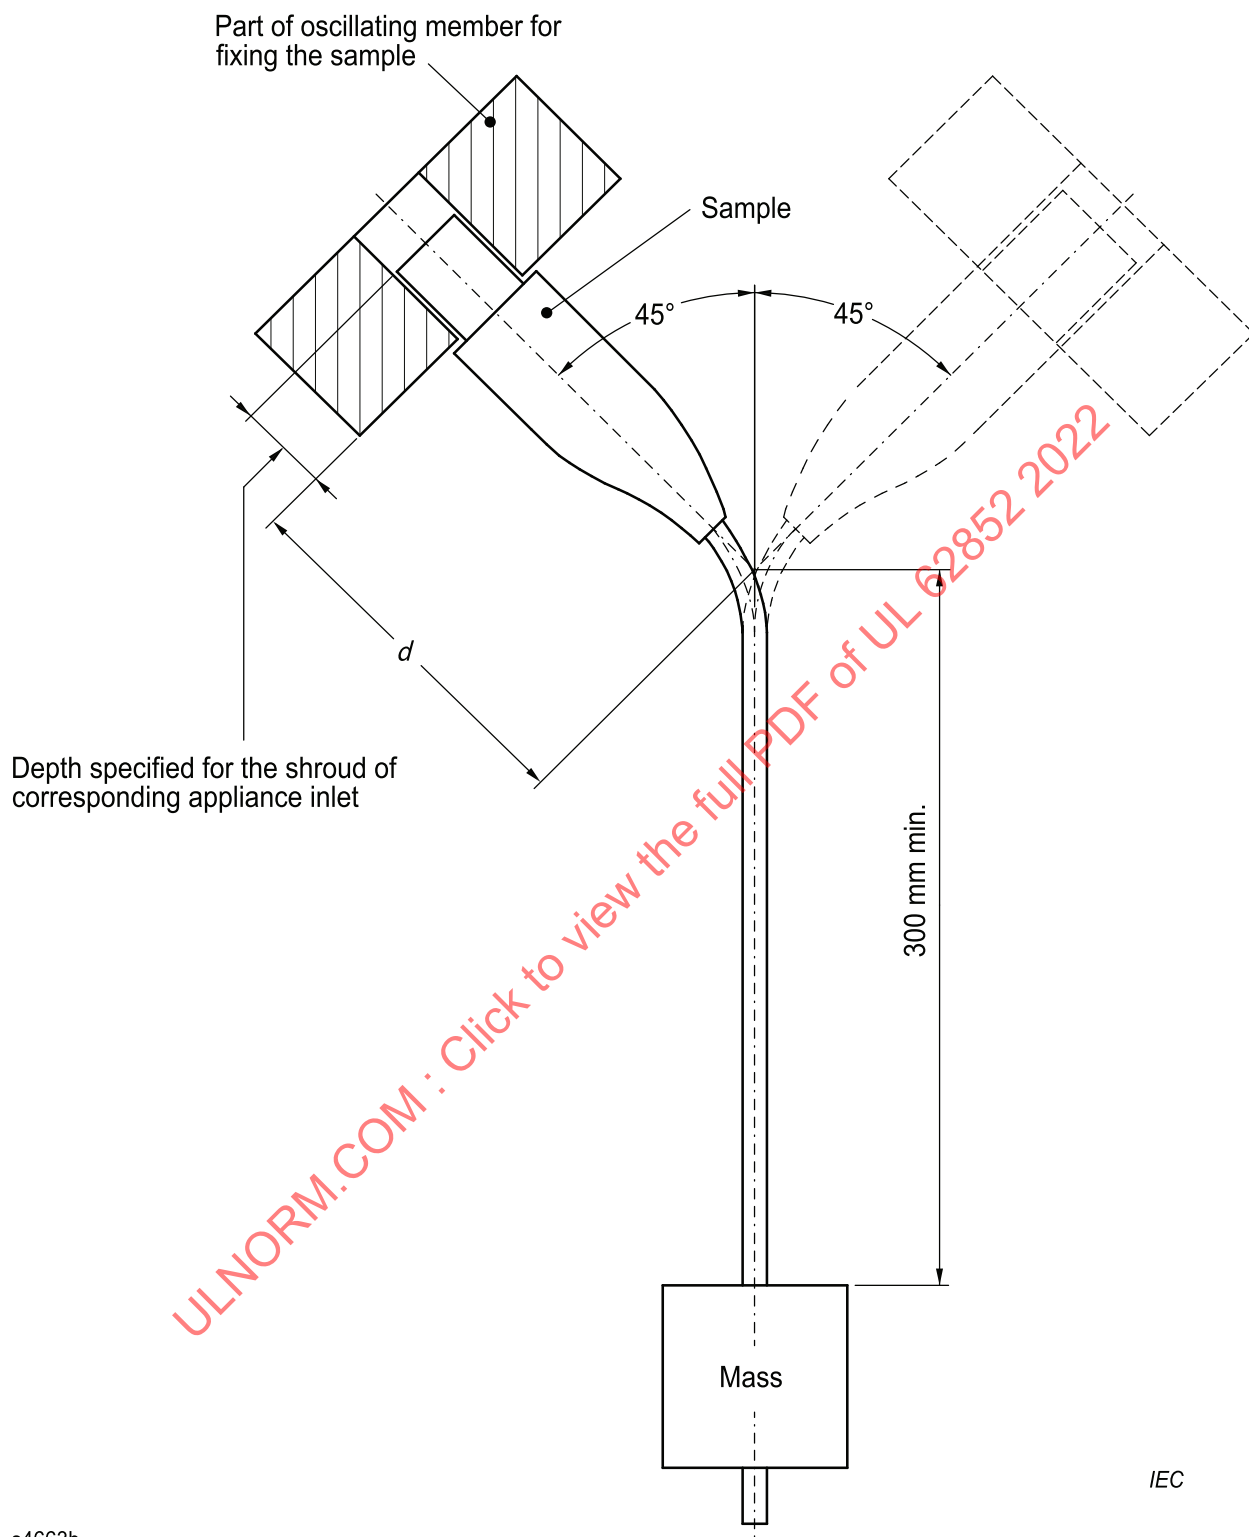 Part of oscillating member for
fixing the sample
Sample
45°
45°
d
Depth specified for the shroud of
corresponding appliance inlet
300 mm min.
ULNORM.COM : Click to view the full PDF of UL 62852 2022
Mass
IEC